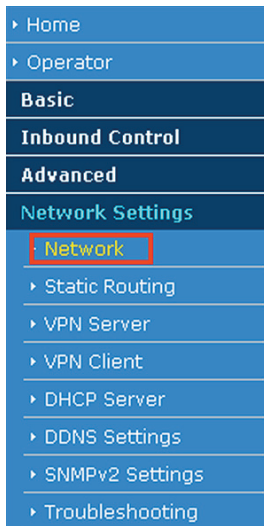 Home
Operator
Basic
Inbound Control
Advanced
Network Settings
Network
Static Routing
VPN Server
VPN Client
DHCP Server
DDNS Settings
SNMPv2 Settings
Troubleshooting